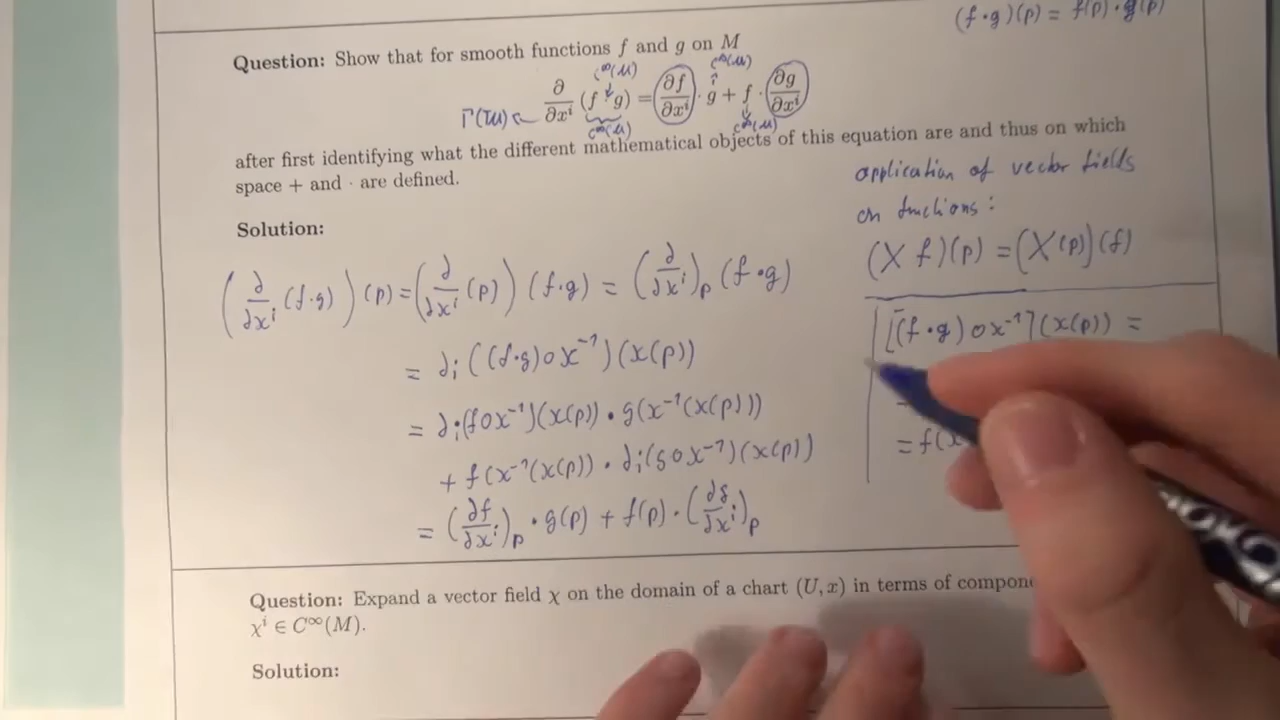 (f·g)(p) = f(p)·g(p)
Question: Show that for smooth functions f and g on M
C^∞(M) C^∞(M)
Γ(TM) ← ∂/∂x^i (f · g) = ∂f/∂x^i · g + f · ∂g/∂x^i
C^∞(M) C^∞(M)
after first identifying what the different mathematical objects of this equation are and thus on which
space + and · are defined.
application of vector fields
on functions:
(X f)(p) = (X(p))(f)
Solution:
(∂/∂x^i (f·g))(p) = (∂/∂x^i (p))(f·g) = (∂/∂x^i)_p (f·g)
= ∂_i((f·g)∘x^{-1})(x(p))
= ∂_i(f∘x^{-1})(x(p)) · g(x^{-1}(x(p)))
+ f(x^{-1}(x(p)) · ∂_i(g∘x^{-1})(x(p))
= (∂f/∂x^i)_p · g(p) + f(p) · (∂g/∂x^i)_p
[(f·g)∘x^{-1}](x(p)) =
= f(x
Question: Expand a vector field χ on the domain of a chart (U, x) in terms of
χ^i ∈ C^∞(M).
Solution: